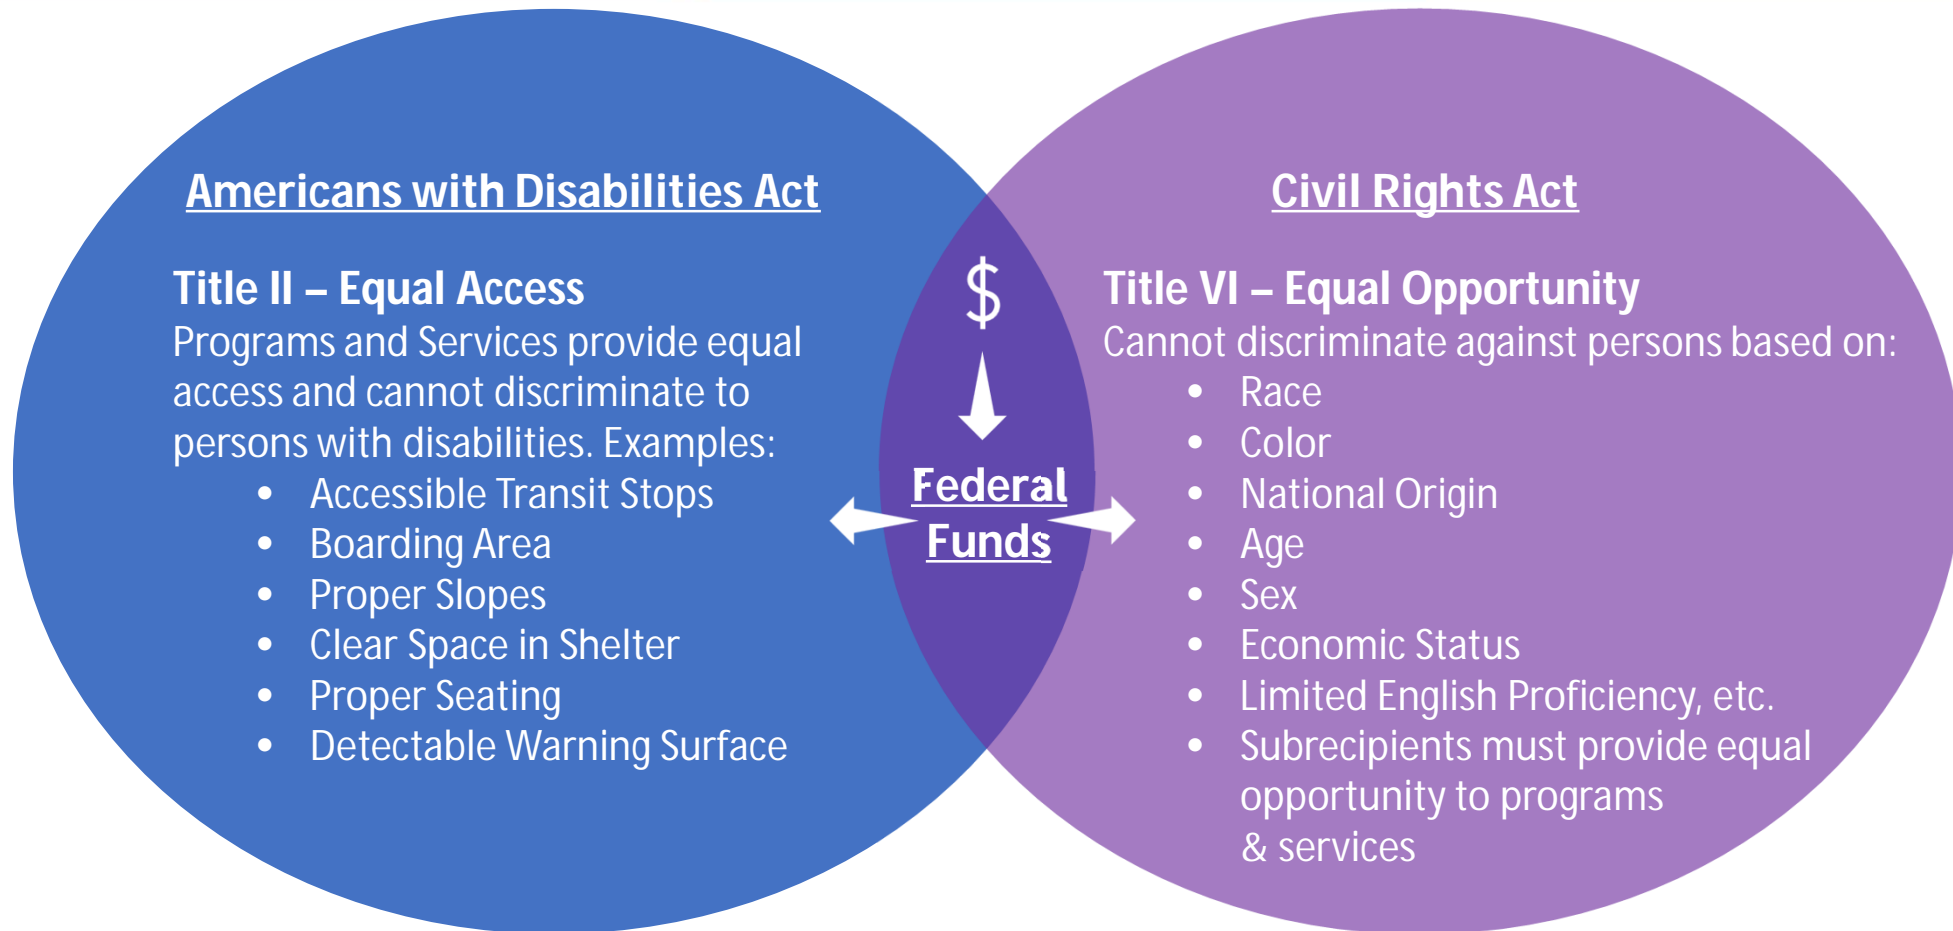 Americans with Disabilities Act
Title II – Equal Access
Programs and Services provide equal
access and cannot discriminate to
persons with disabilities. Examples:
• Accessible Transit Stops
• Boarding Area
• Proper Slopes
• Clear Space in Shelter
• Proper Seating
• Detectable Warning Surface
$
Federal
Funds
Civil Rights Act
Title VI – Equal Opportunity
Cannot discriminate against persons based on:
• Race
• Color
• National Origin
• Age
• Sex
• Economic Status
• Limited English Proficiency, etc.
• Subrecipients must provide equal
opportunity to programs
& services